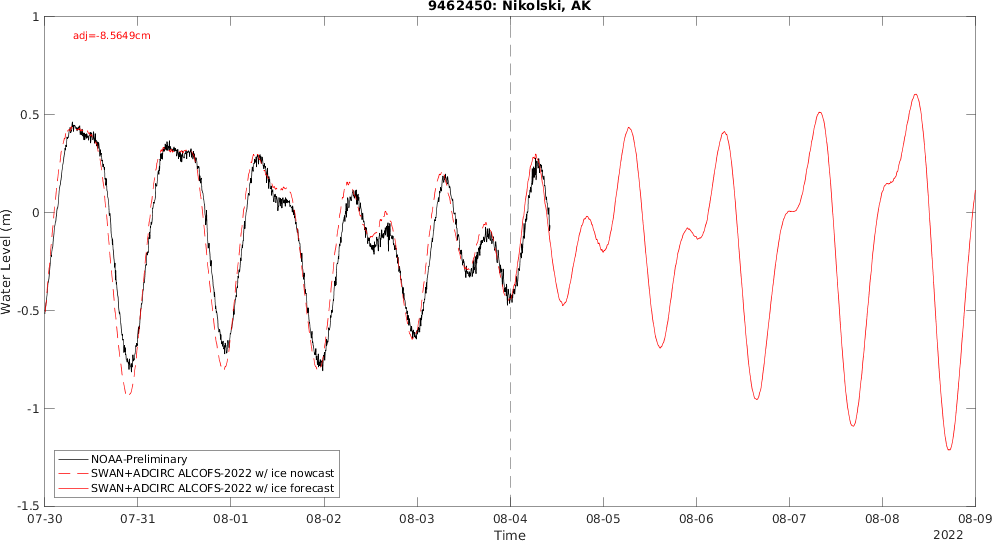 9462450: Nikolski, AK
adj=-8.5649cm
Water Level (m)
1
0.5
0
-0.5
-1
-1.5
NOAA-Preliminary
SWAN+ADCIRC ALCOFS-2022 w/ ice nowcast
SWAN+ADCIRC ALCOFS-2022 w/ ice forecast
07-30 07-31 08-01 08-02 08-03 08-04 08-05 08-06 08-07 08-08 08-09
Time
2022